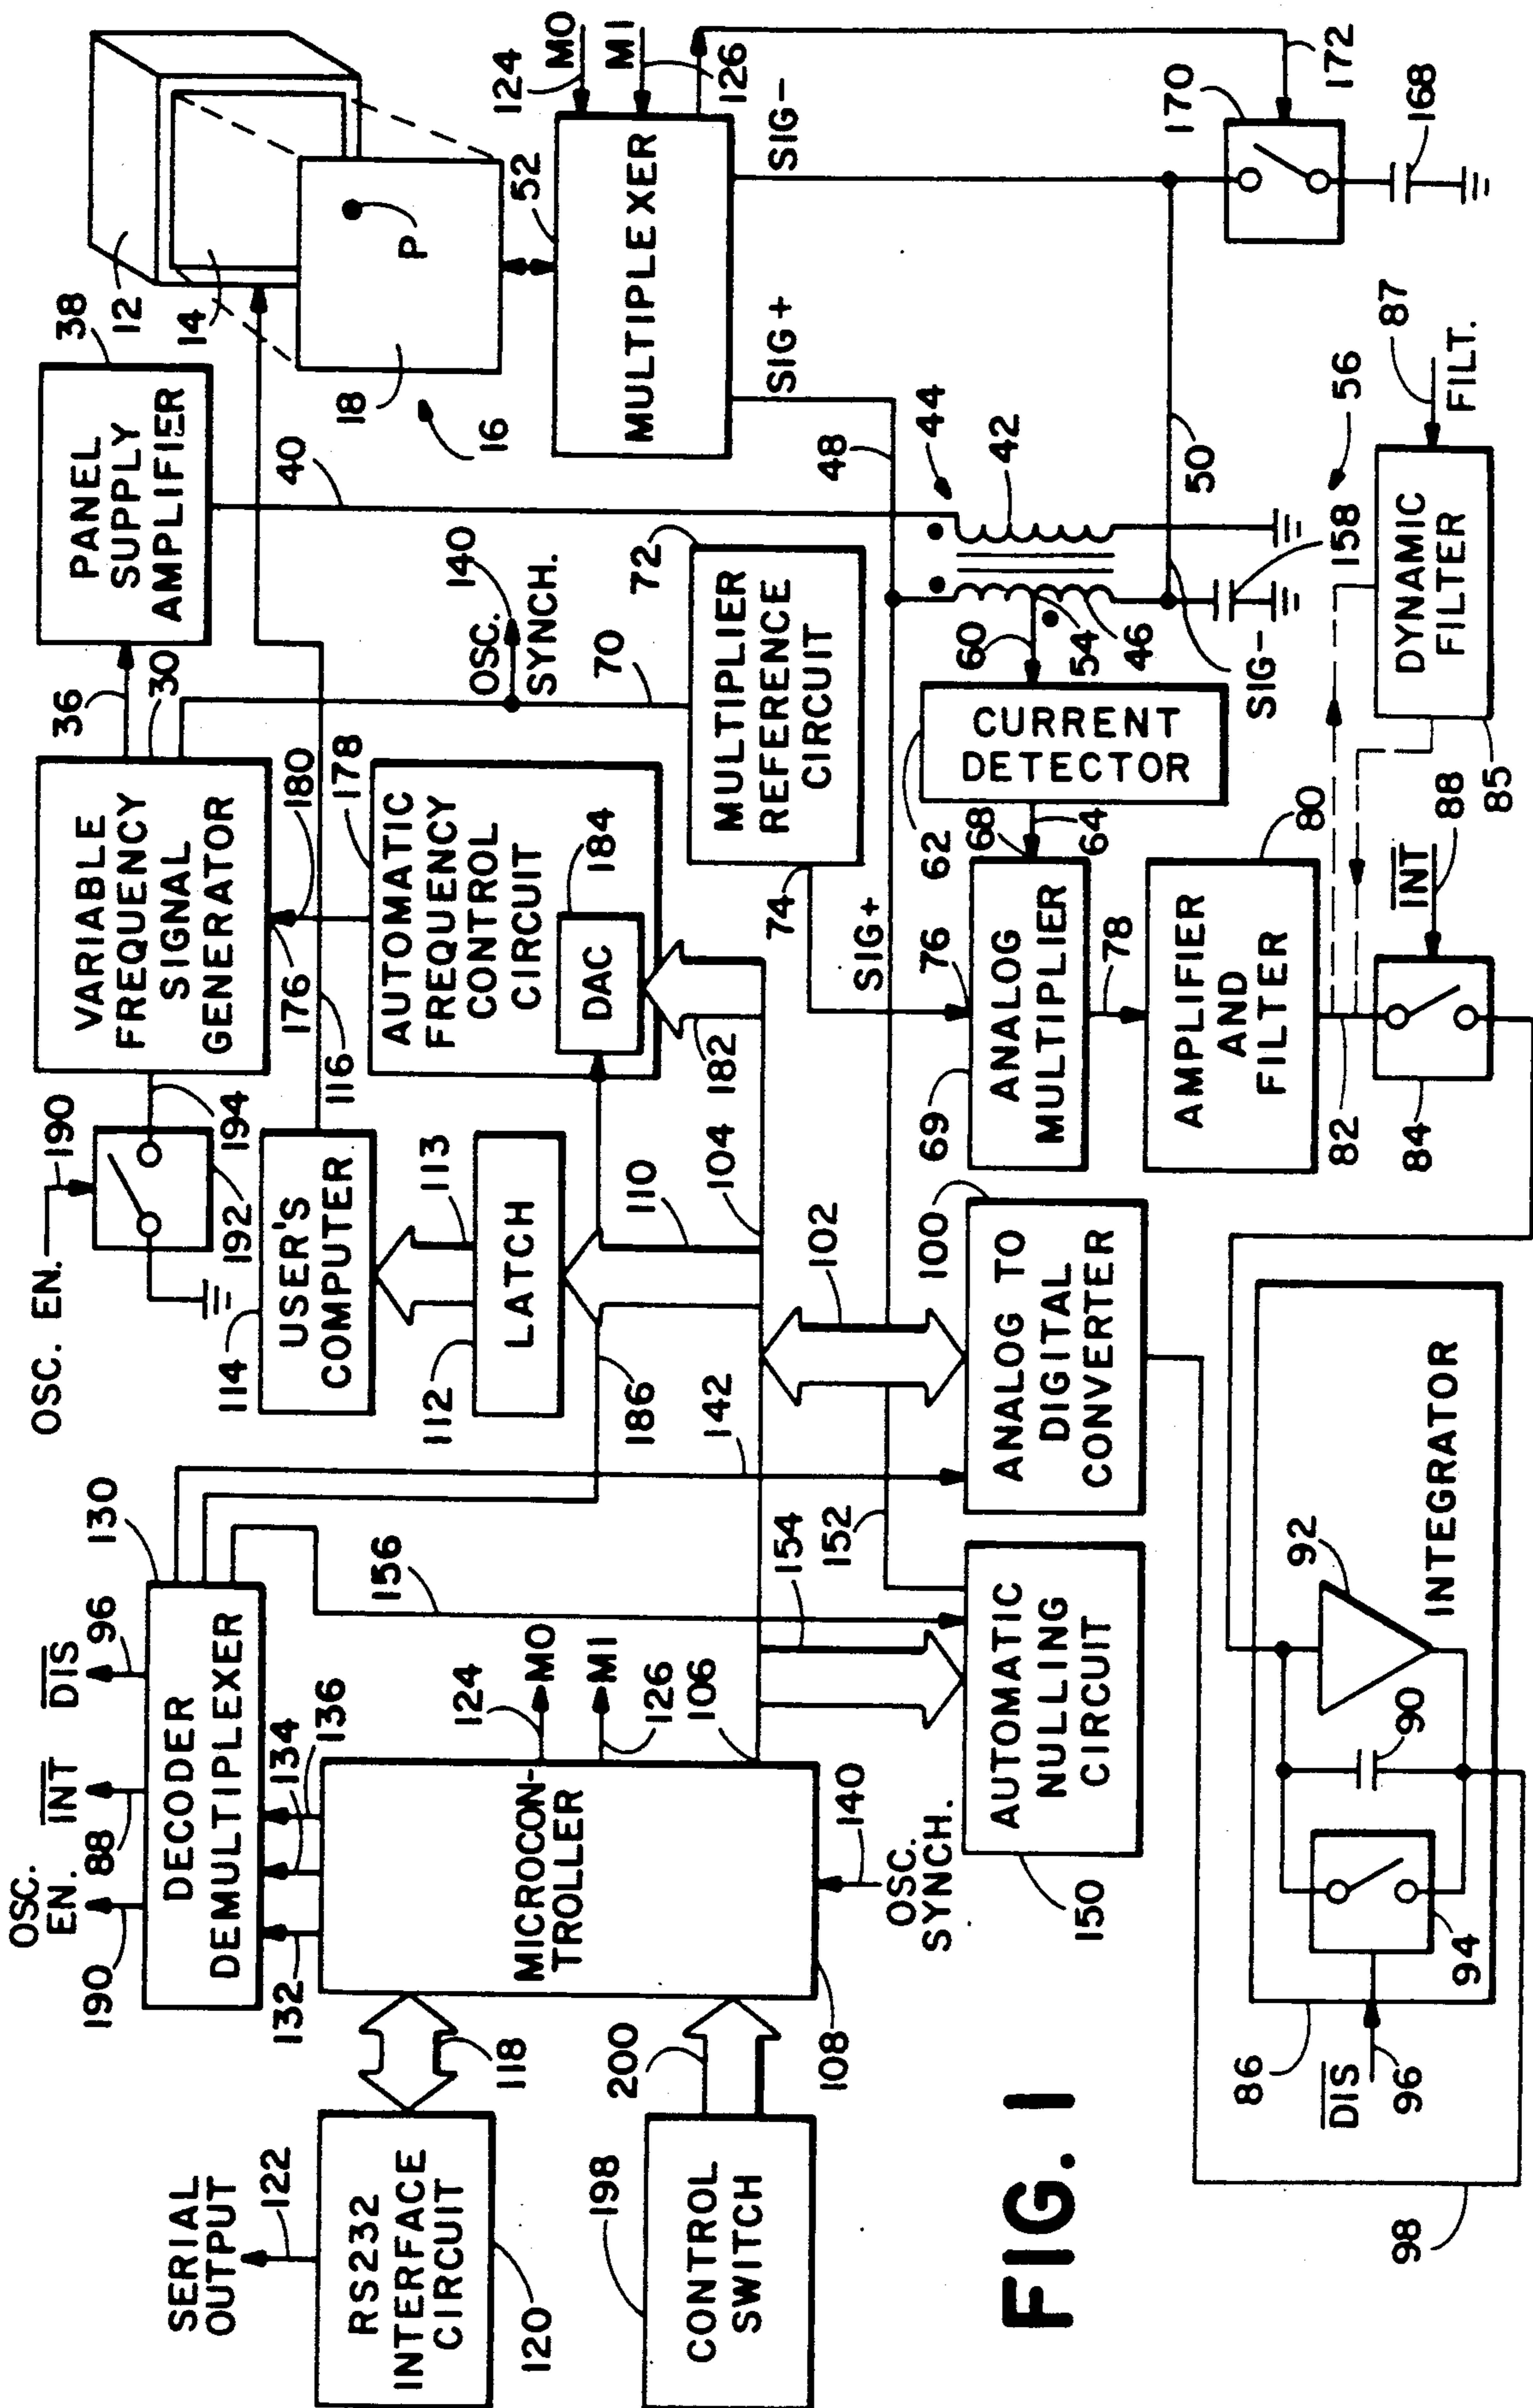 SERIAL
OUTPUT
122
RS232
INTERFACE
CIRCUIT
120
118
198
CONTROL
SWITCH
200
OSC.
EN.
190
INT
88
DIS
96
130
DECODER
DEMULTIPLEXER
132
134
136
MICROCON-
TROLLER
108
124
M0
126
M1
106
OSC.
SYNCH.
140
156
186
142
OSC. EN.
190
192
194
114
USER'S
COMPUTER
116
113
112
LATCH
110
104
102
VARIABLE
FREQUENCY
SIGNAL
GENERATOR
36
30
176
180
178
AUTOMATIC
FREQUENCY
CONTROL
CIRCUIT
184
DAC
182
PANEL
SUPPLY
AMPLIFIER
38
40
OSC.
SYNCH.
140
70
72
MULTIPLIER
REFERENCE
CIRCUIT
74
12
14
18
16
P
52
MULTIPLEXER
124
M0
M1
126
SIG+
SIG-
48
44
42
46
54
60
50
SIG-
158
170
172
168
150
AUTOMATIC
NULLING
CIRCUIT
154
152
100
ANALOG TO
DIGITAL
CONVERTER
SIG+
76
69
ANALOG
MULTIPLIER
68
64
62
CURRENT
DETECTOR
78
AMPLIFIER
AND
FILTER
80
82
84
INT
88
DYNAMIC
FILTER
85
56
87
FILT.
INTEGRATOR
86
DIS
96
94
90
92
98
FIG. 1